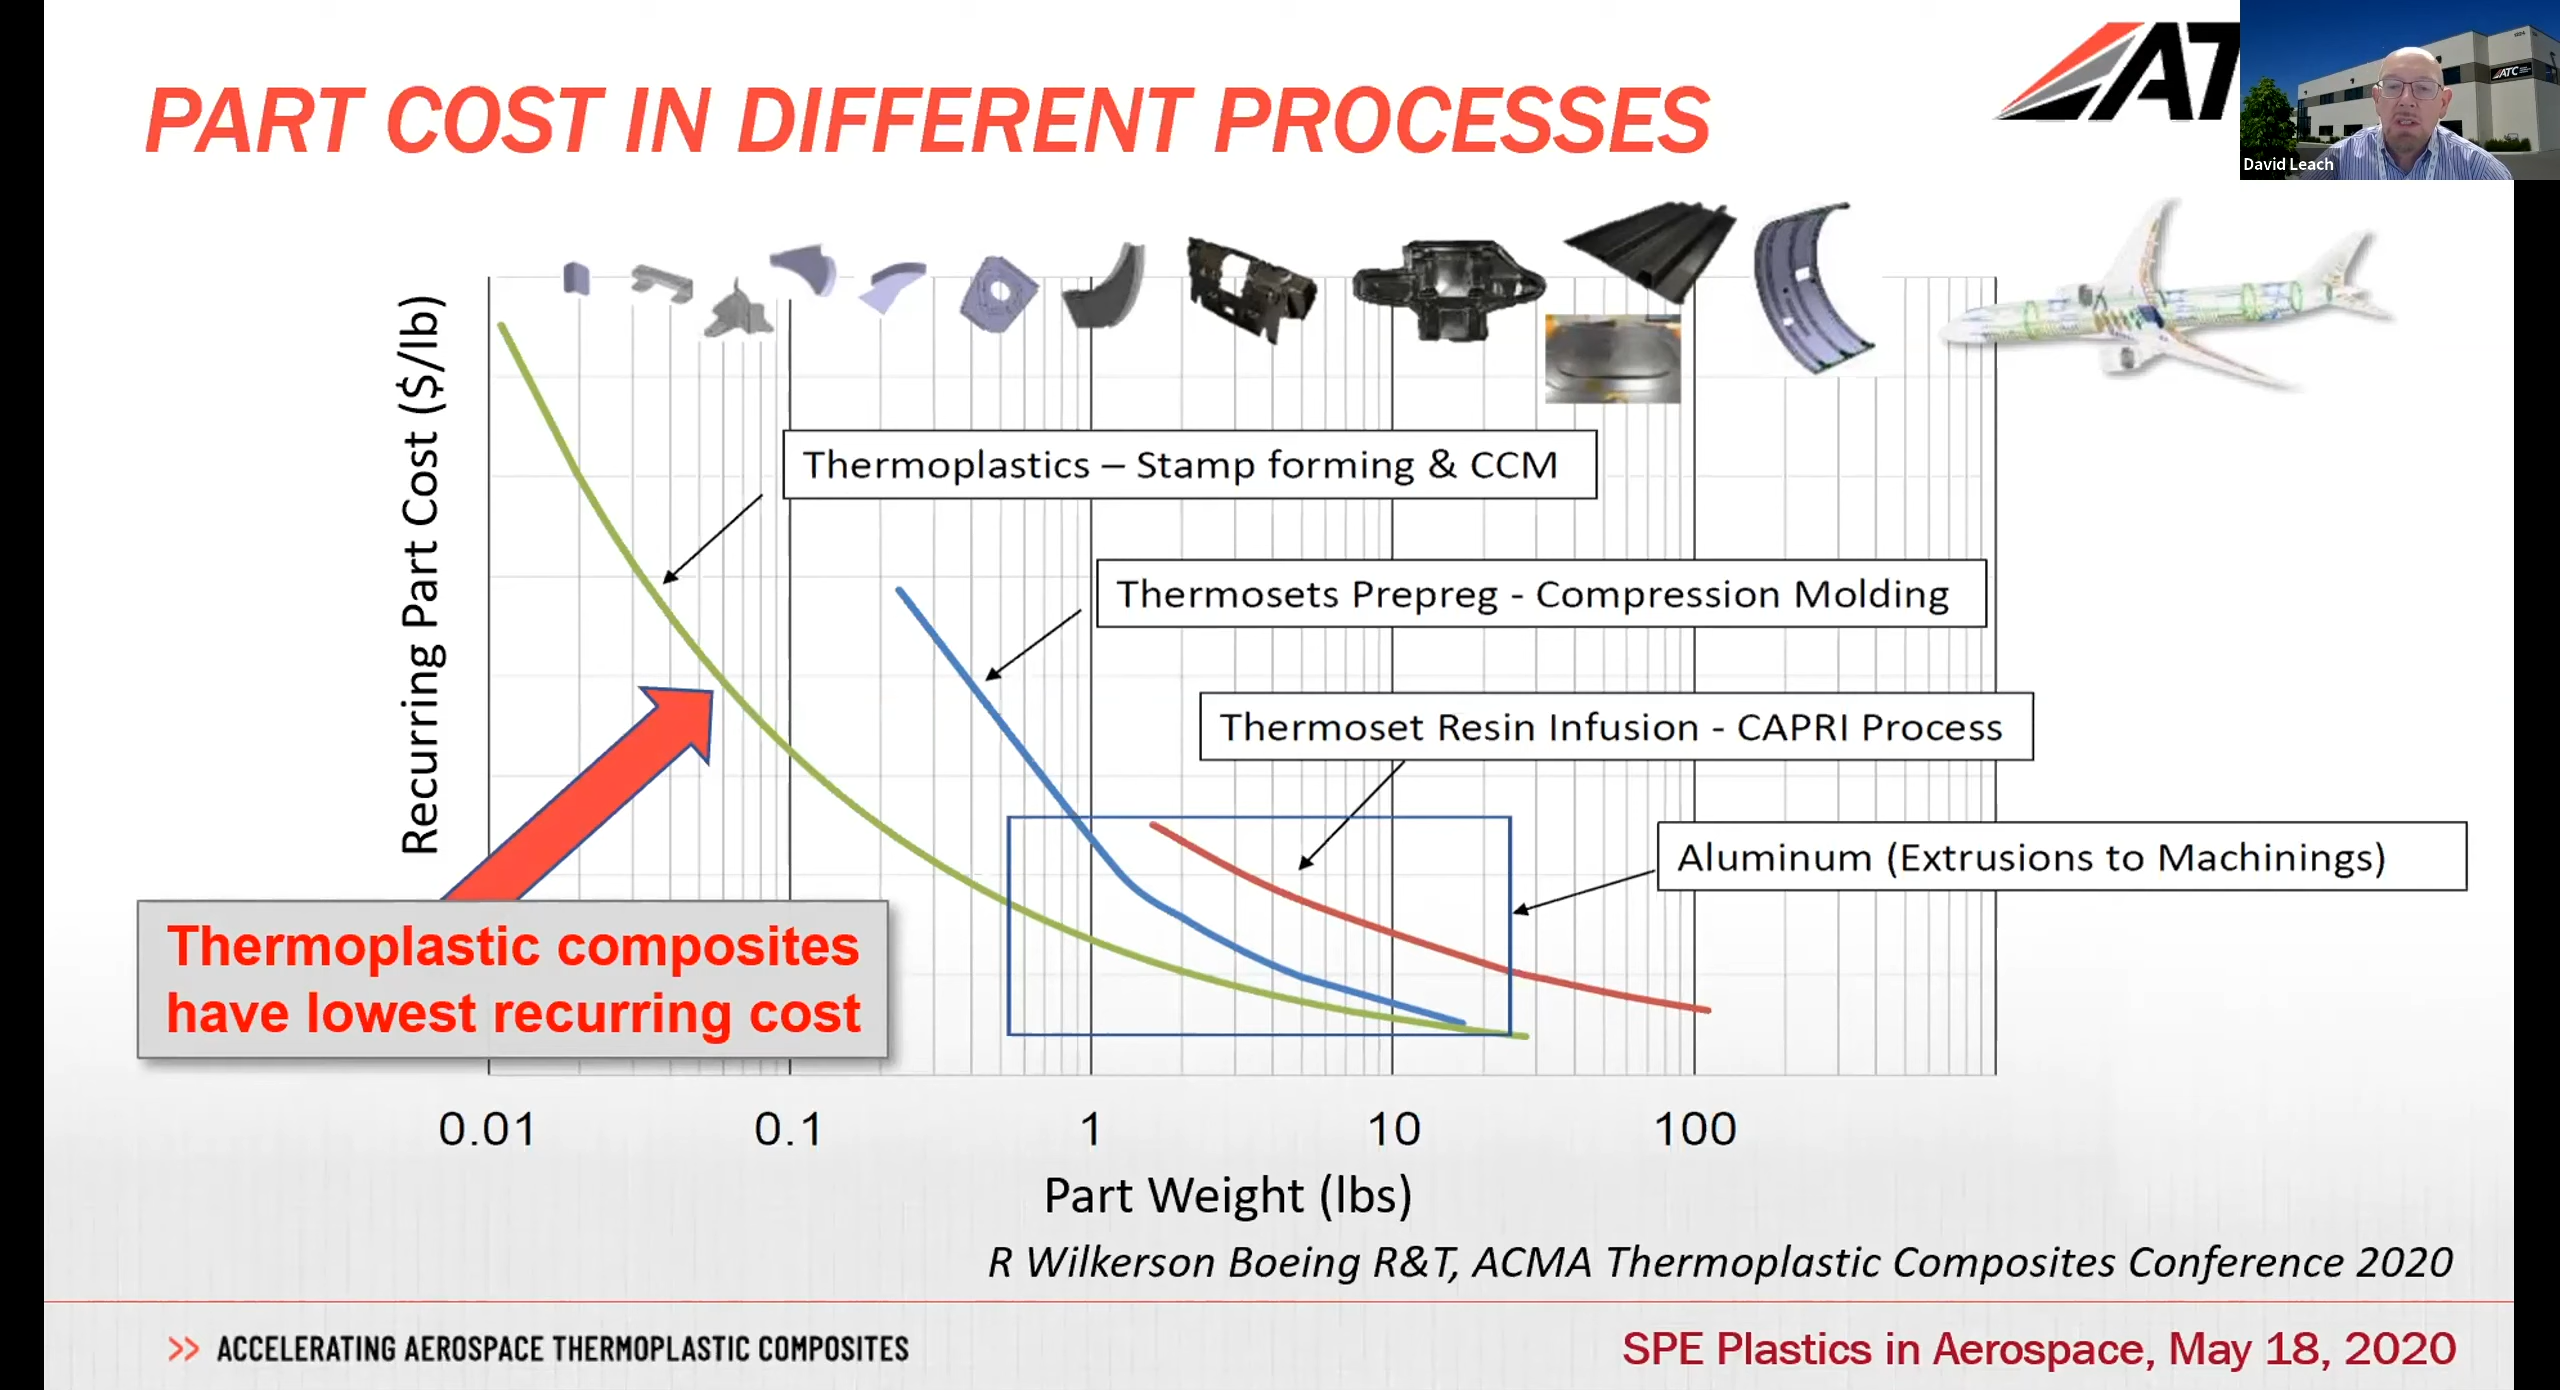 PART COST IN DIFFERENT PROCESSES
AT
ATC
David Leach
Recurring Part Cost ($/lb)
Thermoplastics – Stamp forming & CCM
Thermosets Prepreg - Compression Molding
Thermoset Resin Infusion - CAPRI Process
Aluminum (Extrusions to Machinings)
Thermoplastic composites
have lowest recurring cost
0.01 0.1 1 10 100
Part Weight (lbs)
R Wilkerson Boeing R&T, ACMA Thermoplastic Composites Conference 2020
>> ACCELERATING AEROSPACE THERMOPLASTIC COMPOSITES
SPE Plastics in Aerospace, May 18, 2020